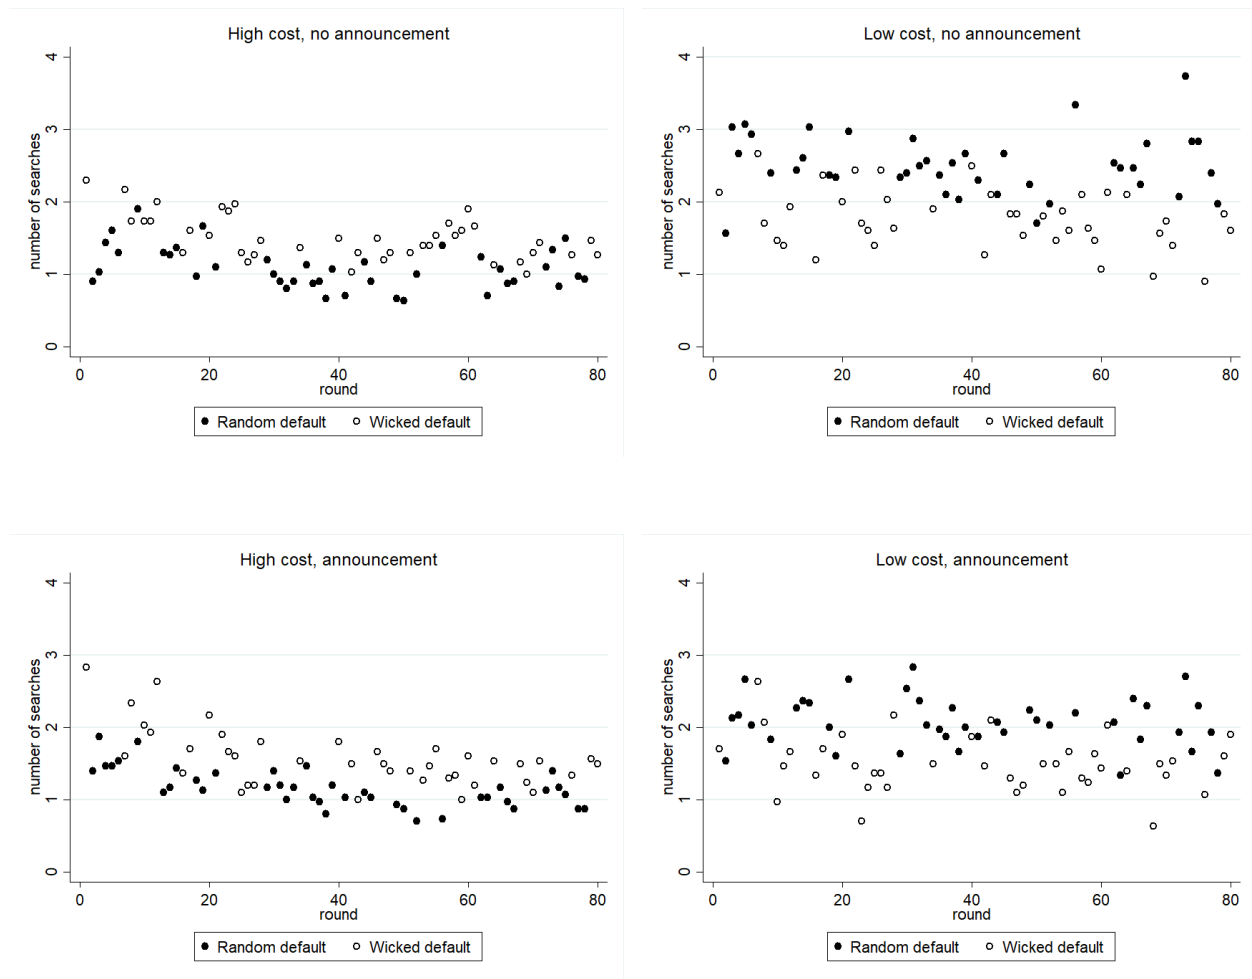 High cost, no announcement
number of searches
4
3
2
1
0
0 20 40 60 80
round
Random default Wicked default
Low cost, no announcement
number of searches
4
3
2
1
0
0 20 40 60 80
round
Random default Wicked default
High cost, announcement
number of searches
4
3
2
1
0
0 20 40 60 80
round
Random default Wicked default
Low cost, announcement
number of searches
4
3
2
1
0
0 20 40 60 80
round
Random default Wicked default